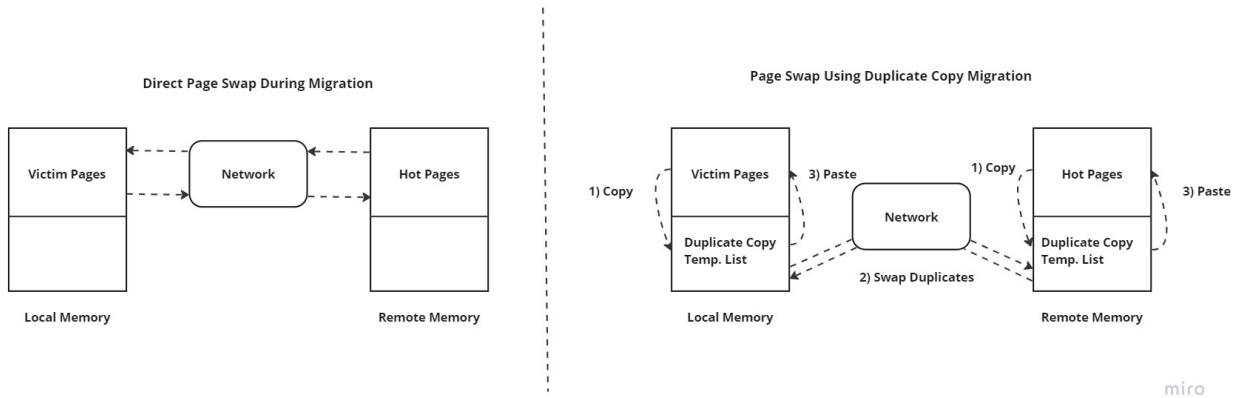 Direct Page Swap During Migration
Victim Pages
Network
Hot Pages
Local Memory
Remote Memory
Page Swap Using Duplicate Copy Migration
1) Copy
Victim Pages
3) Paste
Duplicate Copy
Temp. List
Network
2) Swap Duplicates
1) Copy
Hot Pages
3) Paste
Duplicate Copy
Temp. List
Local Memory
Remote Memory
miro